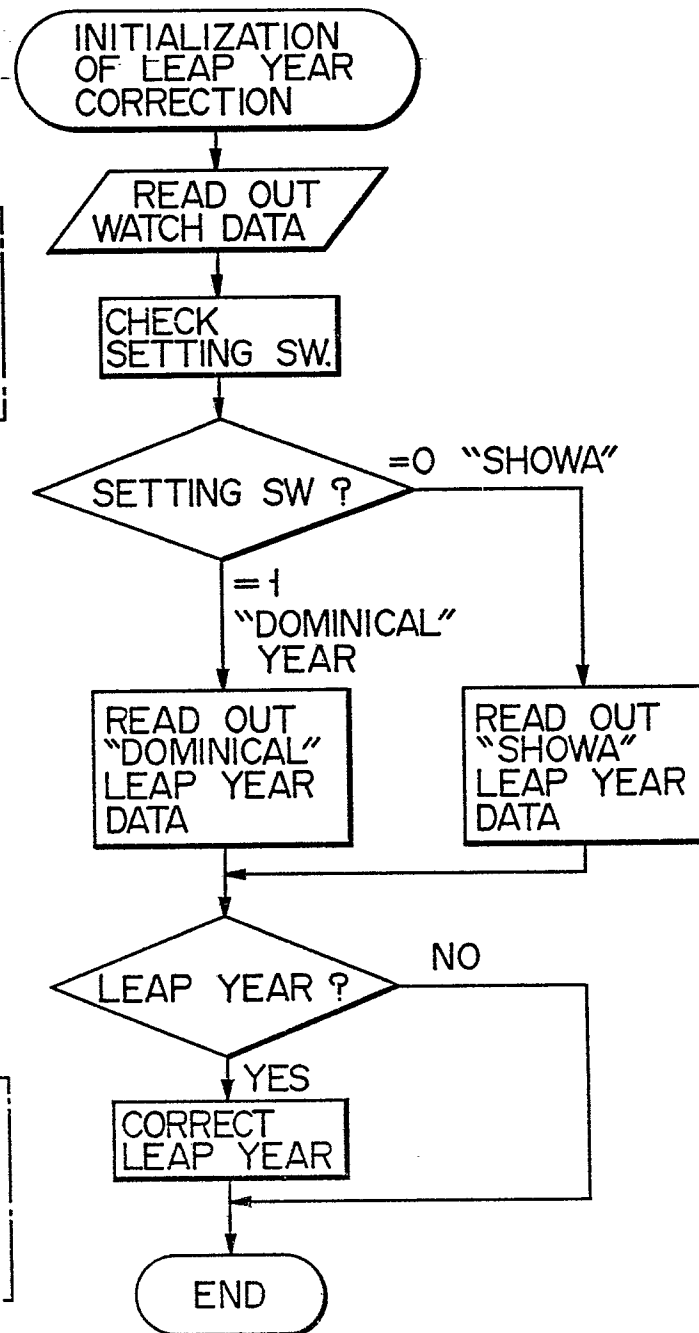 INITIALIZATION
OF LEAP YEAR
CORRECTION
READ OUT
WATCH DATA
CHECK
SETTING SW.
SETTING SW ?
=0 "SHOWA"
=1
"DOMINICAL"
YEAR
READ OUT
"DOMINICAL"
LEAP YEAR
DATA
READ OUT
"SHOWA"
LEAP YEAR
DATA
LEAP YEAR ?
NO
YES
CORRECT
LEAP YEAR
END